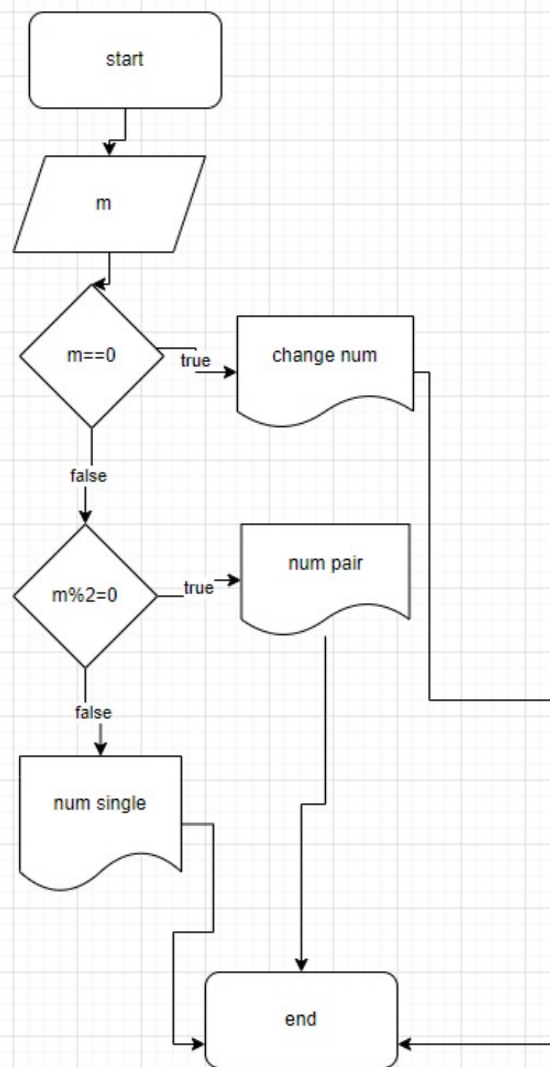 start
m
m==0
true
change num
false
m%2=0
true
num pair
false
num single
end